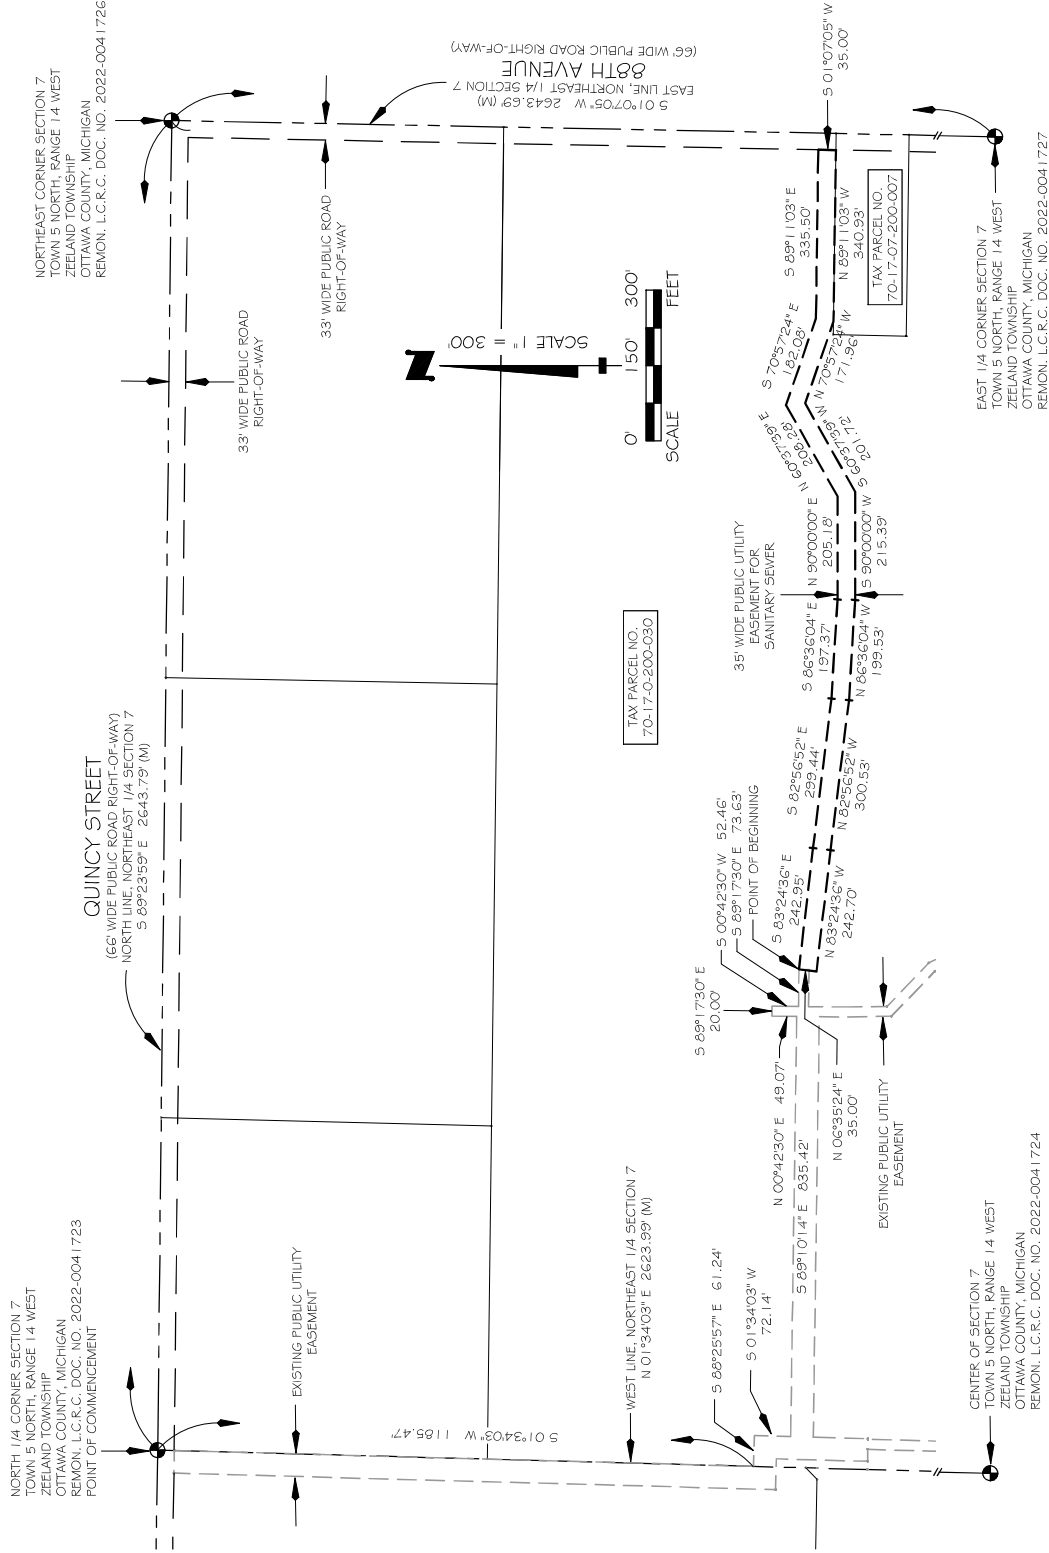 NORTH 1/4 CORNER SECTION 7
TOWN 5 NORTH, RANGE 14 WEST
ZEELAND TOWNSHIP
OTTAWA COUNTY, MICHIGAN
REMON. L.C.R.C. DOC. NO. 2022-0041723
POINT OF COMMENCEMENT
QUINCY STREET
(66' WIDE PUBLIC ROAD RIGHT-OF-WAY)
NORTH LINE, NORTHEAST 1/4 SECTION 7
S 89°23'59" E 2643.79' (M)
NORTHEAST CORNER SECTION 7
TOWN 5 NORTH, RANGE 14 WEST
ZEELAND TOWNSHIP
OTTAWA COUNTY, MICHIGAN
REMON. L.C.R.C. DOC. NO. 2022-0041726
33' WIDE PUBLIC ROAD
RIGHT-OF-WAY
33' WIDE PUBLIC ROAD
RIGHT-OF-WAY
S 01°07'05" W 2643.69' (M)
EAST LINE, NORTHEAST 1/4 SECTION 7
88TH AVENUE
(66' WIDE PUBLIC ROAD RIGHT-OF-WAY)
EXISTING PUBLIC UTILITY
EASEMENT
S 01°34'03" W 1185.47'
N
SCALE 1" = 300'
0' 150' 300'
SCALE FEET
WEST LINE, NORTHEAST 1/4 SECTION 7
N 01°34'03" E 2623.99' (M)
TAX PARCEL NO.
70-17-0-200-030
S 88°25'57" E 61.24'
S 01°34'03" W
72.14'
S 89°10'14" E 835.42'
N 00°42'30" E 49.07'
S 89°17'30" E
20.00'
S 00°42'30" W 52.46'
S 89°17'30" E 73.63'
POINT OF BEGINNING
35' WIDE PUBLIC UTILITY
EASEMENT FOR
SANITARY SEWER
S 83°24'36" E
242.95'
S 82°56'52" E
299.44'
S 86°36'04" E
197.37'
N 90°00'00" E
205.18'
N 60°37'39" E
208.28'
S 70°57'24" E
182.08'
S 89°11'03" E
335.50'
S 01°07'05" W
35.00'
N 89°11'03" W
340.93'
N 70°57'24" W
171.96'
S 60°37'39" W
201.72'
S 90°00'00" W
215.39'
N 86°36'04" W
199.53'
N 82°56'52" W
300.53'
N 83°24'36" W
242.70'
N 06°35'24" E
35.00'
TAX PARCEL NO.
70-17-07-200-007
EXISTING PUBLIC UTILITY
EASEMENT
CENTER OF SECTION 7
TOWN 5 NORTH, RANGE 14 WEST
ZEELAND TOWNSHIP
OTTAWA COUNTY, MICHIGAN
REMON. L.C.R.C. DOC. NO. 2022-0041724
EAST 1/4 CORNER SECTION 7
TOWN 5 NORTH, RANGE 14 WEST
ZEELAND TOWNSHIP
OTTAWA COUNTY, MICHIGAN
REMON. L.C.R.C. DOC. NO. 2022-0041727